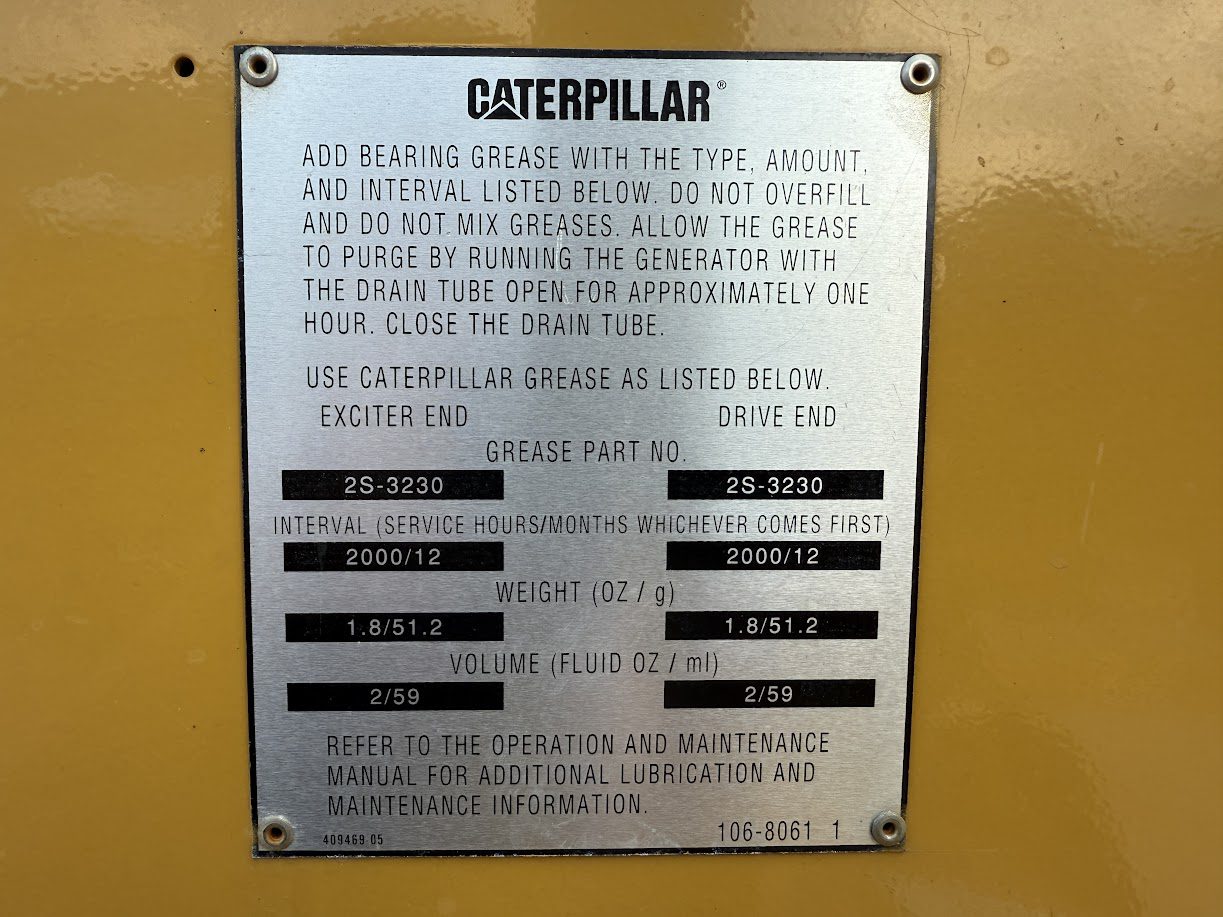 CATERPILLAR®
ADD BEARING GREASE WITH THE TYPE, AMOUNT,
AND INTERVAL LISTED BELOW. DO NOT OVERFILL
AND DO NOT MIX GREASES. ALLOW THE GREASE
TO PURGE BY RUNNING THE GENERATOR WITH
THE DRAIN TUBE OPEN FOR APPROXIMATELY ONE
HOUR. CLOSE THE DRAIN TUBE.
USE CATERPILLAR GREASE AS LISTED BELOW.
EXCITER END DRIVE END
GREASE PART NO.
2S-3230 2S-3230
INTERVAL (SERVICE HOURS/MONTHS WHICHEVER COMES FIRST)
2000/12 2000/12
WEIGHT (OZ / g)
1.8/51.2 1.8/51.2
VOLUME (FLUID OZ / ml)
2/59 2/59
REFER TO THE OPERATION AND MAINTENANCE
MANUAL FOR ADDITIONAL LUBRICATION AND
MAINTENANCE INFORMATION.
409469 05 106-8061 1